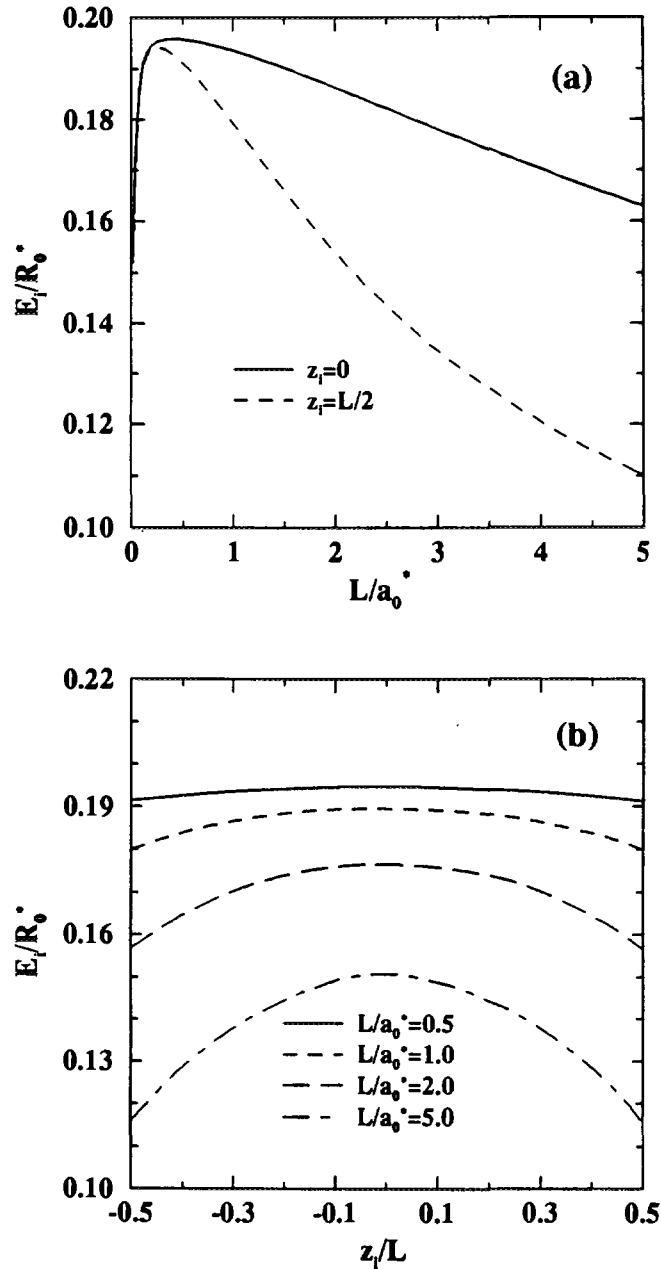 0.20
(a)
0.18
0.16
E_i/R_0^*
0.14
z_i=0
z_i=L/2
0.12
0.10
0 1 2 3 4 5
L/a_0^*
0.22
(b)
0.19
E_i/R_0^*
0.16
L/a_0^*=0.5
L/a_0^*=1.0
0.13
L/a_0^*=2.0
L/a_0^*=5.0
0.10
-0.5 -0.3 -0.1 0.1 0.3 0.5
z_i/L